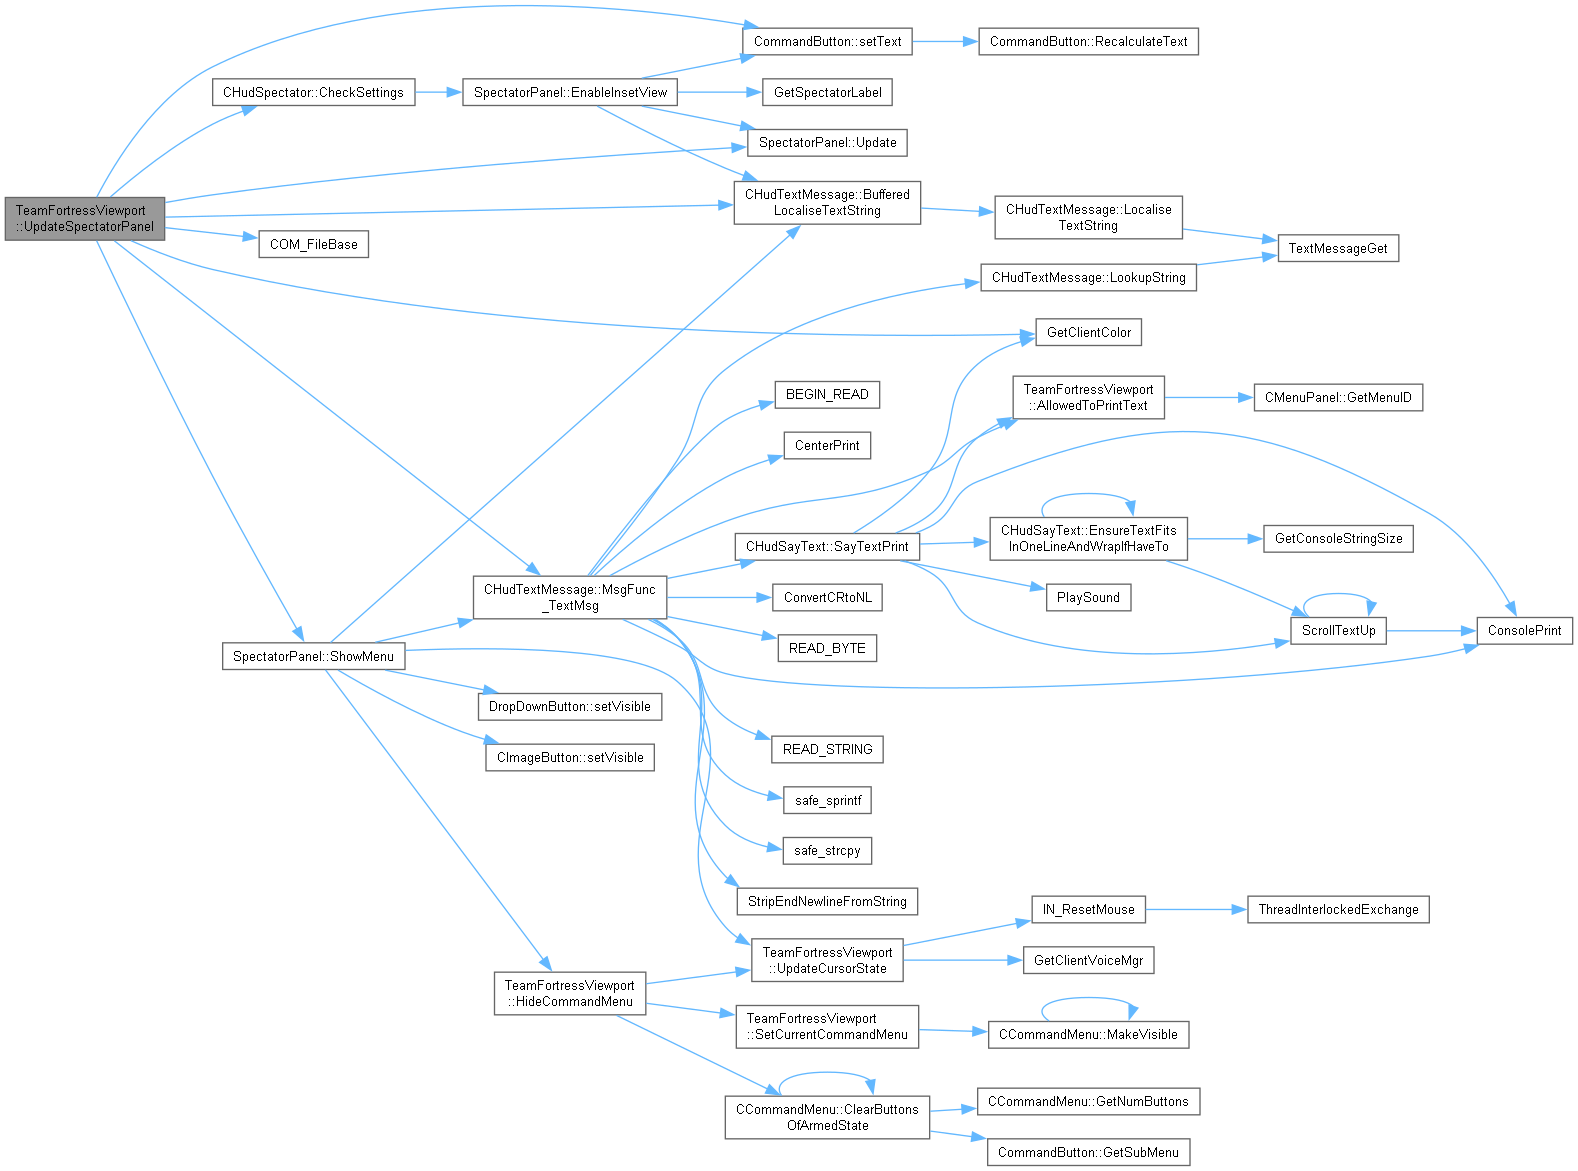 CommandButton::setText
CommandButton::RecalculateText
CHudSpectator::CheckSettings
SpectatorPanel::EnableInsetView
GetSpectatorLabel
SpectatorPanel::Update
TeamFortressViewport
::UpdateSpectatorPanel
CHudTextMessage::Buffered
LocaliseTextString
CHudTextMessage::Localise
TextString
COM_FileBase
TextMessageGet
CHudTextMessage::LookupString
GetClientColor
BEGIN_READ
TeamFortressViewport
::AllowedToPrintText
CMenuPanel::GetMenuID
CenterPrint
CHudSayText::SayTextPrint
CHudSayText::EnsureTextFits
InOneLineAndWrapIfHaveTo
GetConsoleStringSize
CHudTextMessage::MsgFunc
_TextMsg
ConvertCRtoNL
PlaySound
ScrollTextUp
ConsolePrint
SpectatorPanel::ShowMenu
READ_BYTE
DropDownButton::setVisible
CImageButton::setVisible
READ_STRING
safe_sprintf
safe_strcpy
StripEndNewlineFromString
IN_ResetMouse
ThreadInterlockedExchange
TeamFortressViewport
::UpdateCursorState
GetClientVoiceMgr
TeamFortressViewport
::HideCommandMenu
TeamFortressViewport
::SetCurrentCommandMenu
CCommandMenu::MakeVisible
CCommandMenu::ClearButtons
OfArmedState
CCommandMenu::GetNumButtons
CommandButton::GetSubMenu